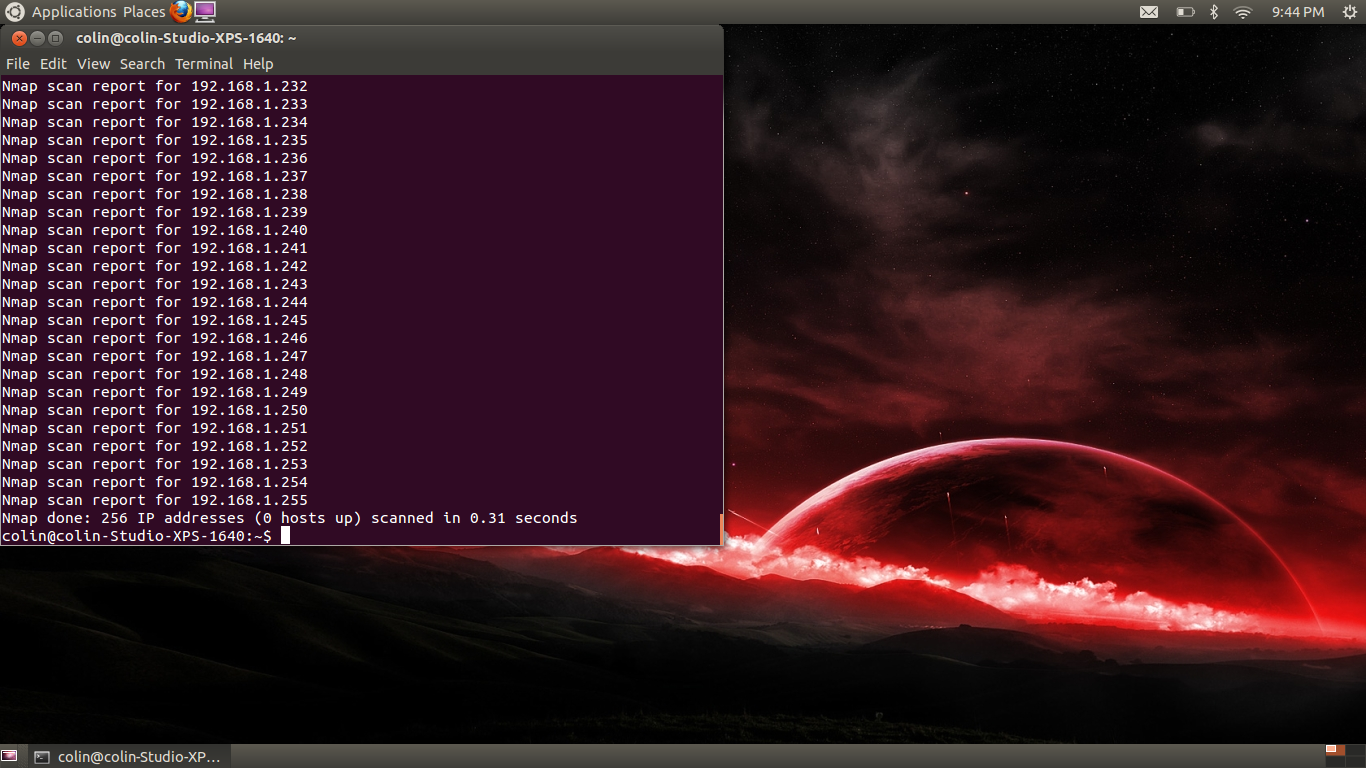 Applications Places 9:44 PM
colin@colin-Studio-XPS-1640: ~
File Edit View Search Terminal Help
Nmap scan report for 192.168.1.232
Nmap scan report for 192.168.1.233
Nmap scan report for 192.168.1.234
Nmap scan report for 192.168.1.235
Nmap scan report for 192.168.1.236
Nmap scan report for 192.168.1.237
Nmap scan report for 192.168.1.238
Nmap scan report for 192.168.1.239
Nmap scan report for 192.168.1.240
Nmap scan report for 192.168.1.241
Nmap scan report for 192.168.1.242
Nmap scan report for 192.168.1.243
Nmap scan report for 192.168.1.244
Nmap scan report for 192.168.1.245
Nmap scan report for 192.168.1.246
Nmap scan report for 192.168.1.247
Nmap scan report for 192.168.1.248
Nmap scan report for 192.168.1.249
Nmap scan report for 192.168.1.250
Nmap scan report for 192.168.1.251
Nmap scan report for 192.168.1.252
Nmap scan report for 192.168.1.253
Nmap scan report for 192.168.1.254
Nmap scan report for 192.168.1.255
Nmap done: 256 IP addresses (0 hosts up) scanned in 0.31 seconds
colin@colin-Studio-XPS-1640:~$
colin@colin-Studio-XP...